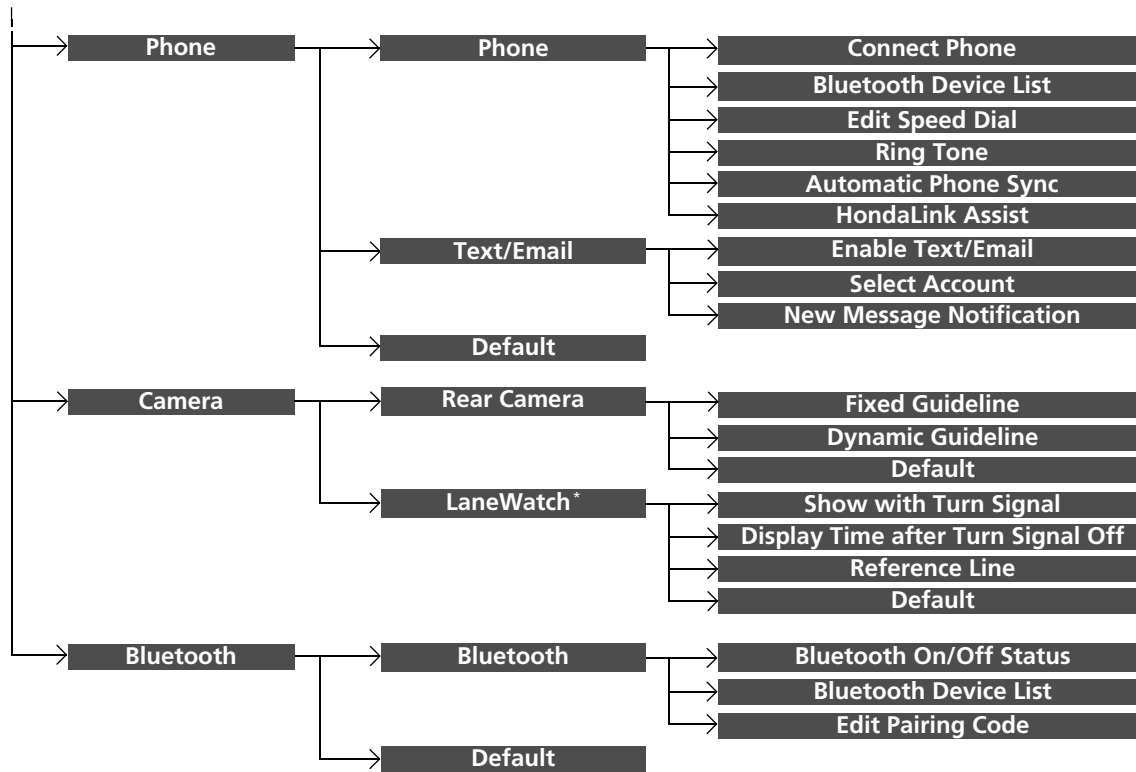 Phone
Phone
Connect Phone
Bluetooth Device List
Edit Speed Dial
Ring Tone
Automatic Phone Sync
HondaLink Assist
Text/Email
Enable Text/Email
Select Account
New Message Notification
Default
Camera
Rear Camera
Fixed Guideline
Dynamic Guideline
Default
LaneWatch*
Show with Turn Signal
Display Time after Turn Signal Off
Reference Line
Default
Bluetooth
Bluetooth
Bluetooth On/Off Status
Bluetooth Device List
Edit Pairing Code
Default